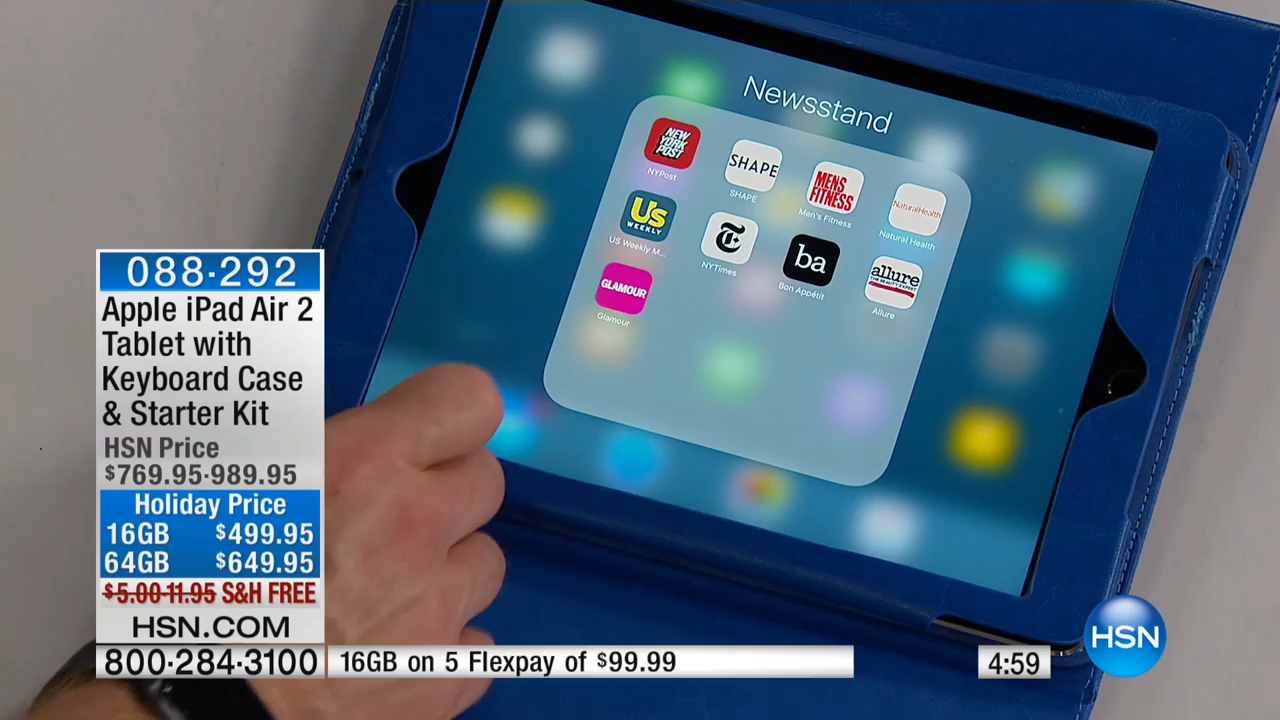 Newsstand
NEW
YORK
POST
NYPost
SHAPE
SHAPE
MENS
FITNESS
Men's Fitness
NaturalHealth
Natural Health
Us
WEEKLY
US Weekly M...
T
NYTimes
ba
Bon Appétit
allure
THE BEAUTY EXPERT
Allure
GLAMOUR
Glamour
088-292
Apple iPad Air 2
Tablet with
Keyboard Case
& Starter Kit
HSN Price
$769.95-989.95
Holiday Price
16GB $499.95
64GB $649.95
$5.00-11.95 S&H FREE
HSN.COM
800-284-3100
16GB on 5 Flexpay of $99.99
4:59
HSN